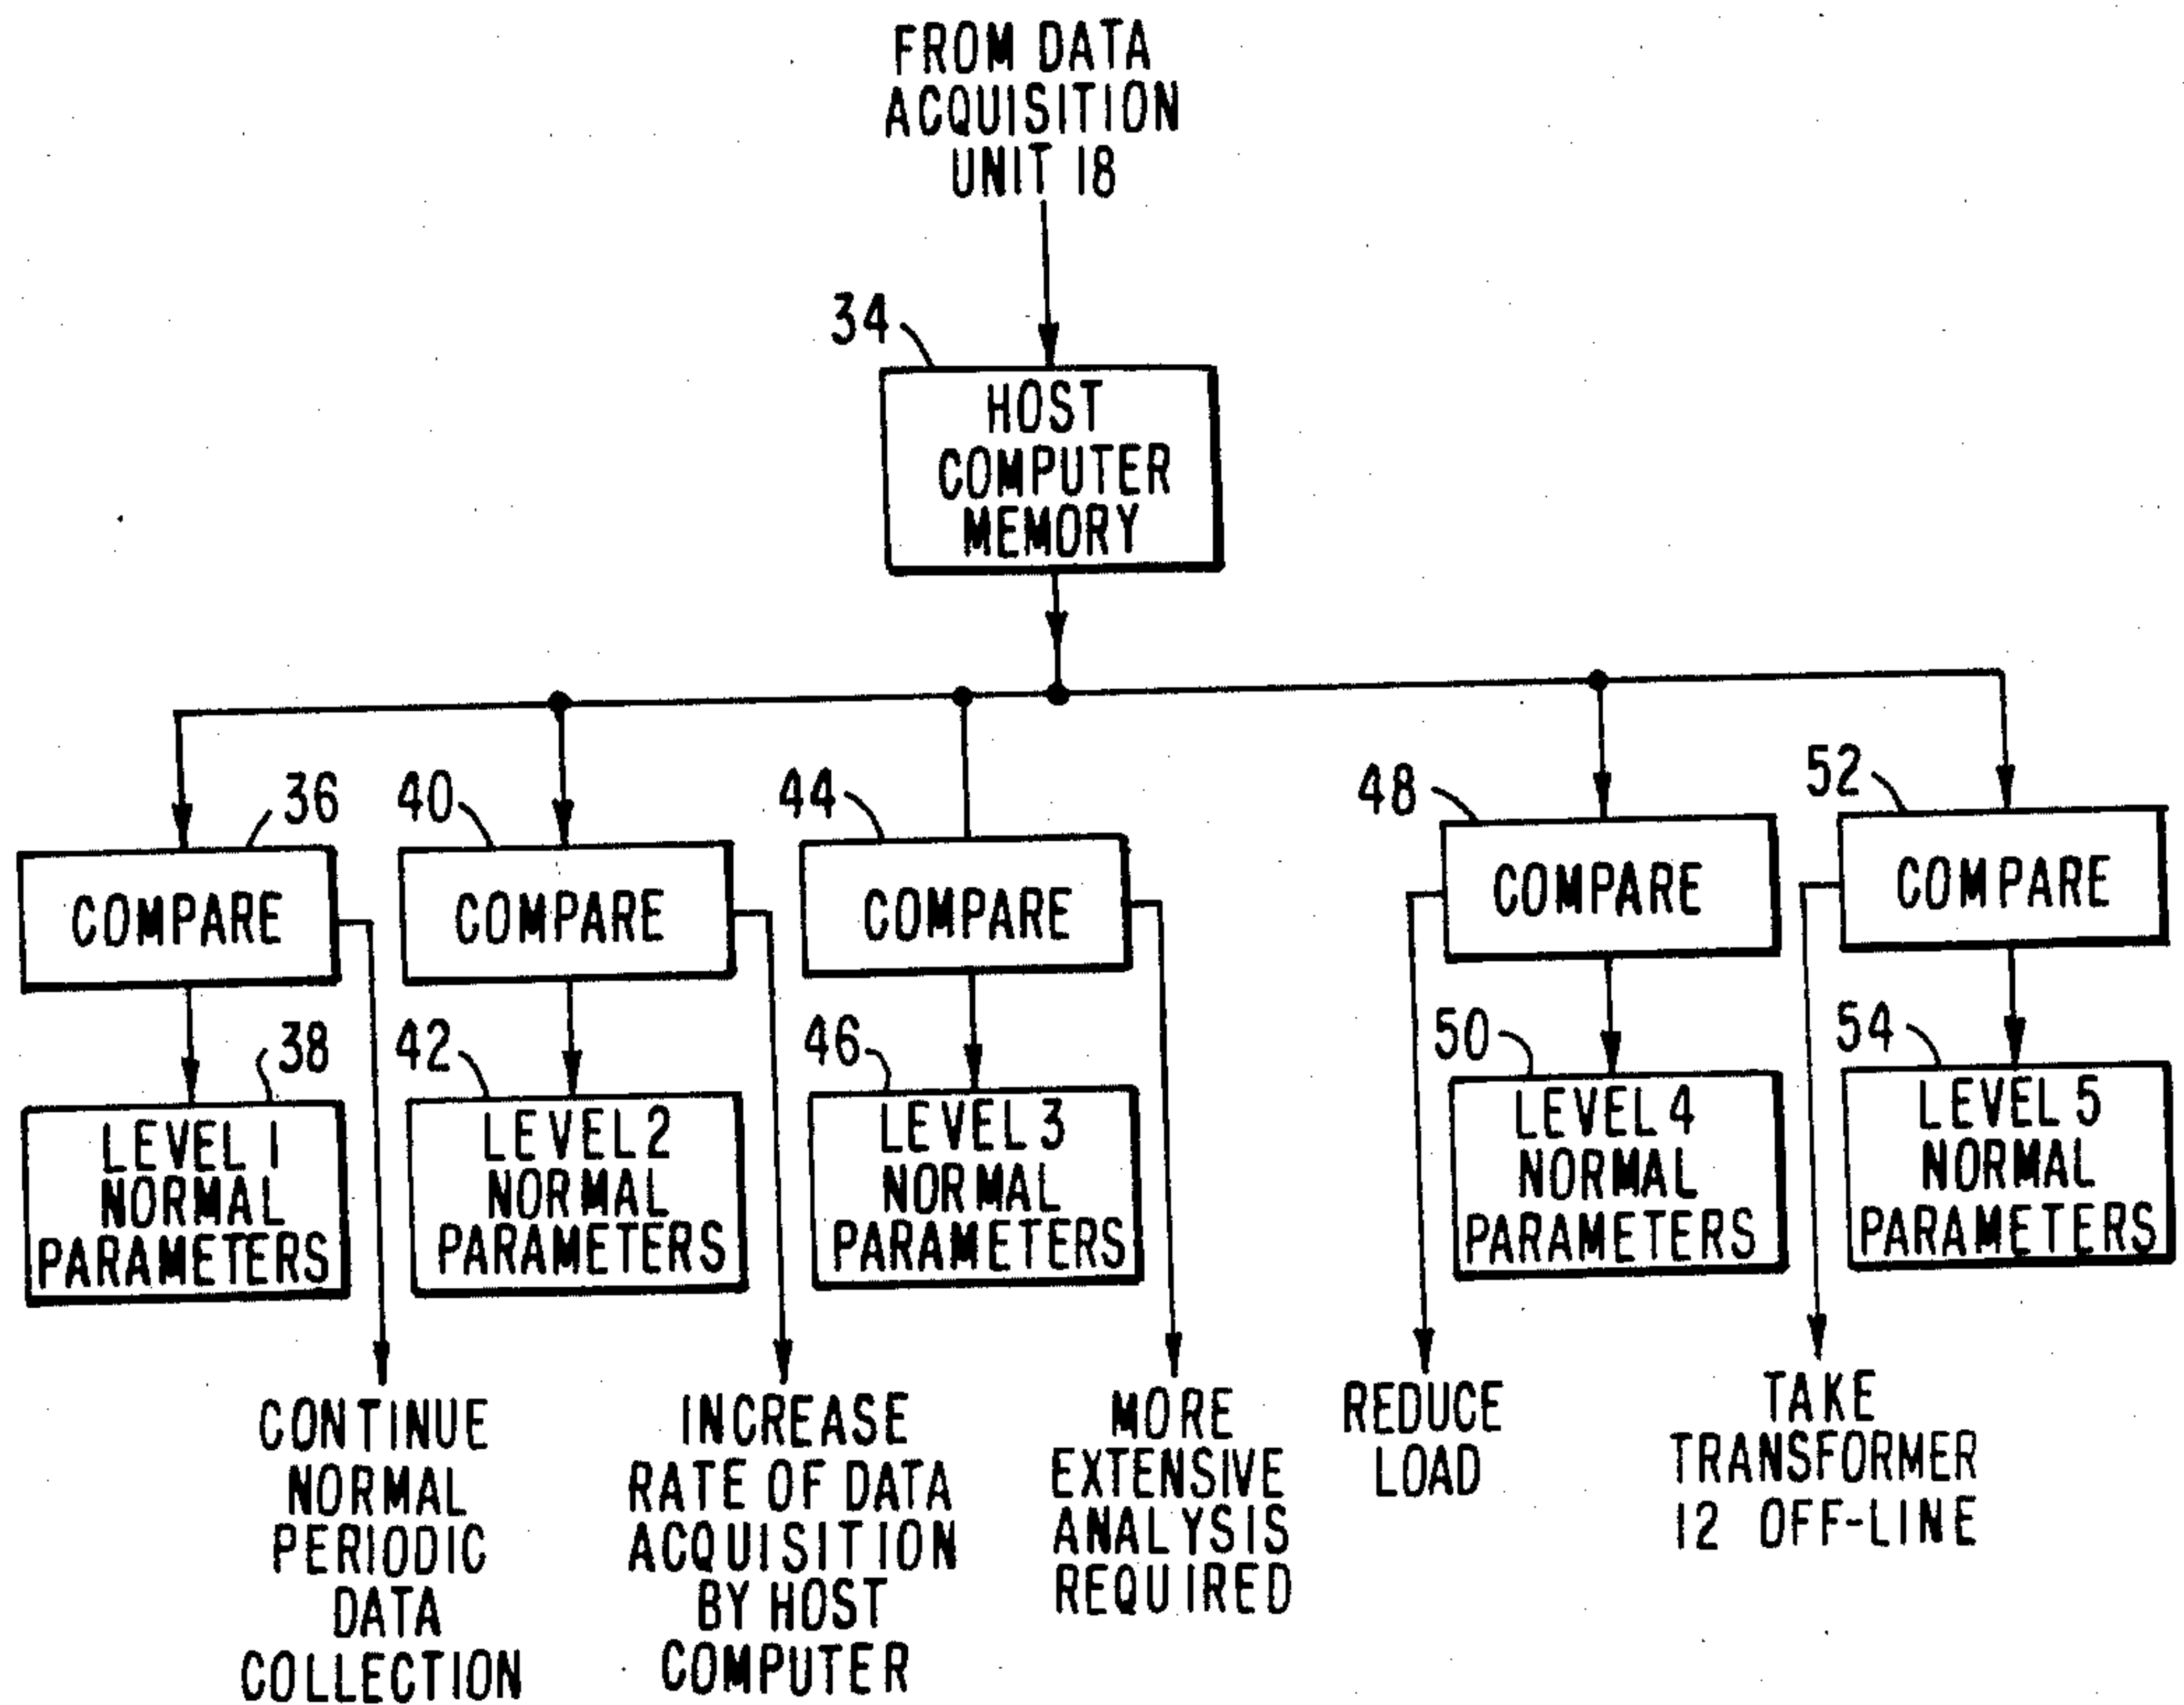 FROM DATA
ACQUISITION
UNIT 18
34
HOST
COMPUTER
MEMORY
36
40
44
48
52
COMPARE
COMPARE
COMPARE
COMPARE
COMPARE
38
42
46
50
54
LEVEL 1
NORMAL
PARAMETERS
LEVEL 2
NORMAL
PARAMETERS
LEVEL 3
NORMAL
PARAMETERS
LEVEL 4
NORMAL
PARAMETERS
LEVEL 5
NORMAL
PARAMETERS
CONTINUE
NORMAL
PERIODIC
DATA
COLLECTION
INCREASE
RATE OF DATA
ACQUISITION
BY HOST
COMPUTER
MORE
EXTENSIVE
ANALYSIS
REQUIRED
REDUCE
LOAD
TAKE
TRANSFORMER
12 OFF-LINE